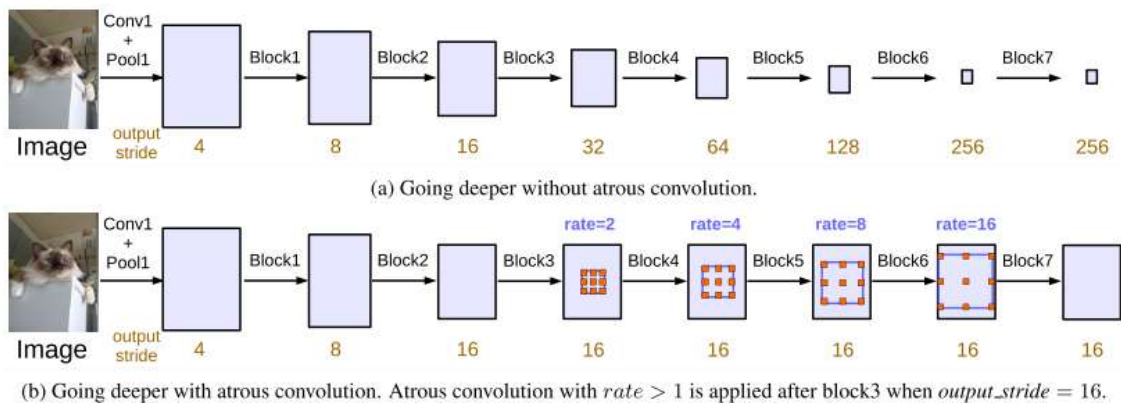 Conv1
+
Pool1
Block1
Block2
Block3
Block4
Block5
Block6
Block7
Image
output
stride
4
8
16
32
64
128
256
256
(a) Going deeper without atrous convolution.
rate=2
rate=4
rate=8
rate=16
Conv1
+
Pool1
Block1
Block2
Block3
Block4
Block5
Block6
Block7
Image
output
stride
4
8
16
16
16
16
16
16
(b) Going deeper with atrous convolution. Atrous convolution with rate > 1 is applied after block3 when output_stride = 16.